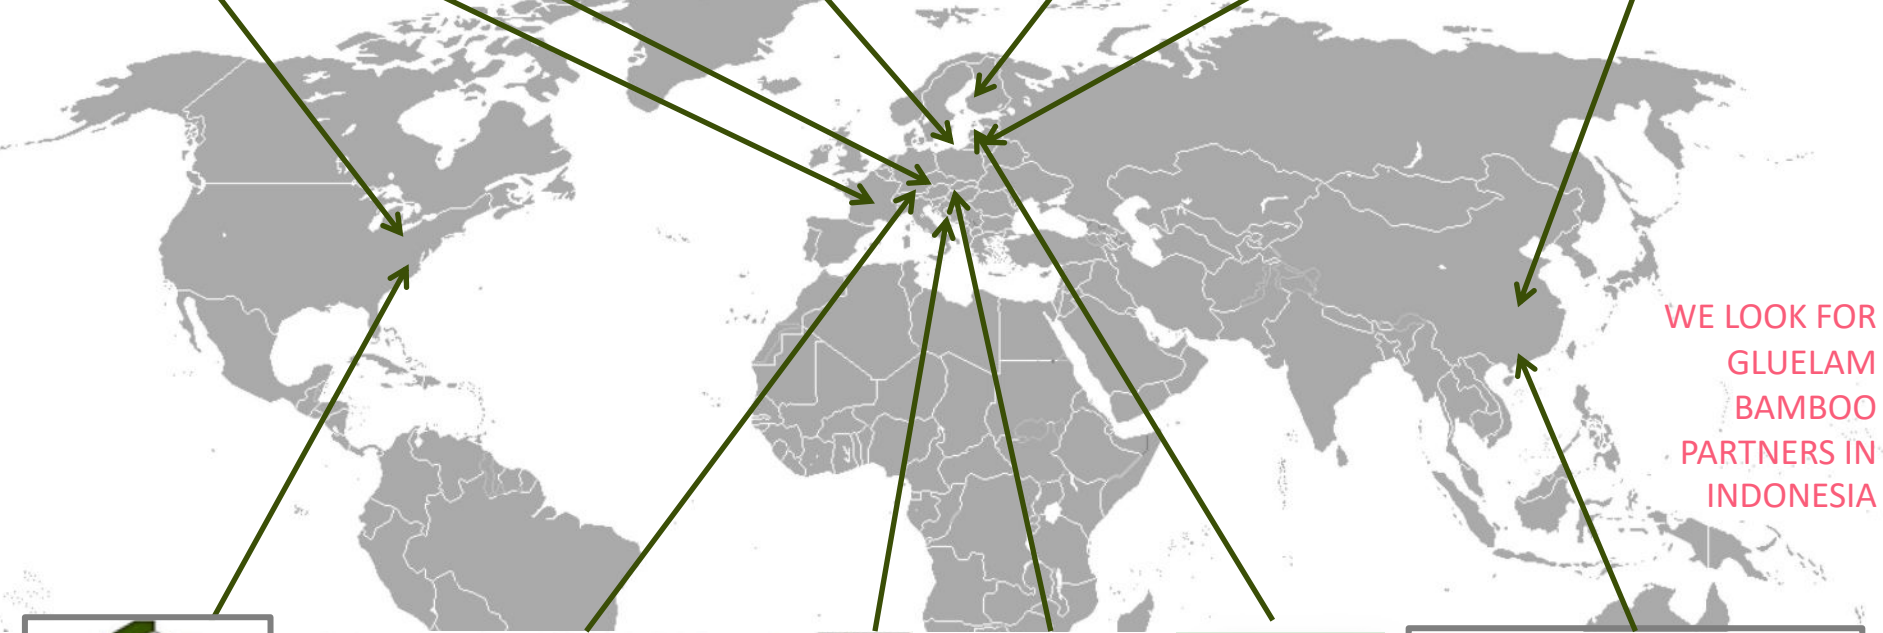 WE LOOK FOR
GLUELAM
BAMBOO
PARTNERS IN
INDONESIA